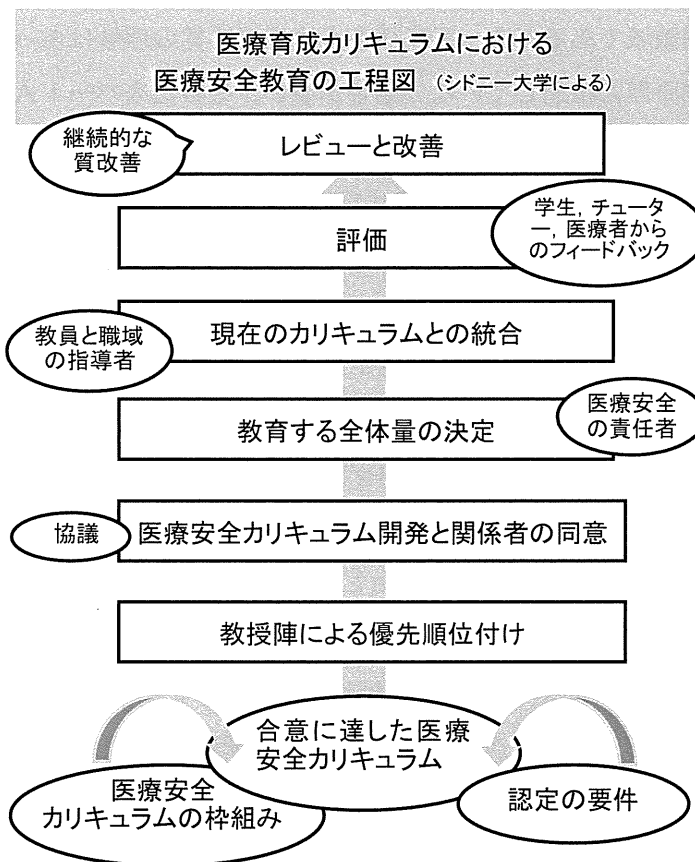 医療育成カリキュラムにおける
医療安全教育の工程図 (シドニー大学による)
継続的な
質改善
レビューと改善
学生, チュータ
ー, 医療者から
のフィードバック
評価
教員と職域
の指導者
現在のカリキュラムとの統合
医療安全
の責任者
教育する全体量の決定
協議
医療安全カリキュラム開発と関係者の同意
教授陣による優先順位付け
合意に達した医療
安全カリキュラム
医療安全
カリキュラムの枠組み
認定の要件